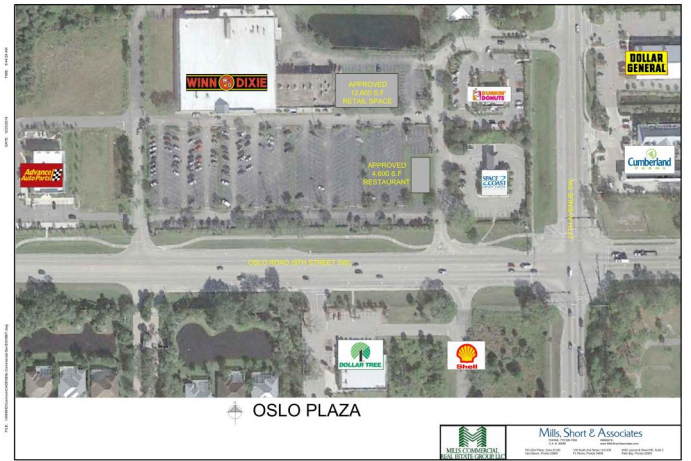 WINN DIXIE
APPROVED
12,600 S.F
RETAIL SPACE
DUNKIN'
DONUTS
DOLLAR
GENERAL
Advance
Auto Parts
APPROVED
4,600 S.F
RESTAURANT
SPACE
COAST
Cumberland
FARMS
OSLO ROAD (9TH STREET SW)
DOLLAR TREE
Shell
OSLO PLAZA
MILLS COMMERCIAL
REAL ESTATE GROUP, LLC
Mills, Short & Associates